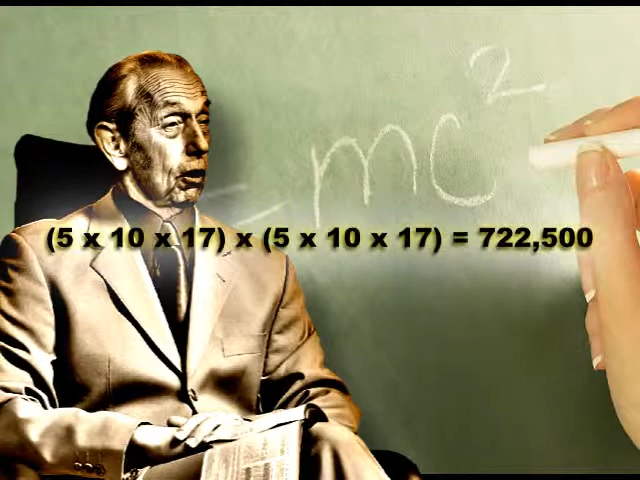 = mc²
(5 x 10 x 17) x (5 x 10 x 17) = 722,500